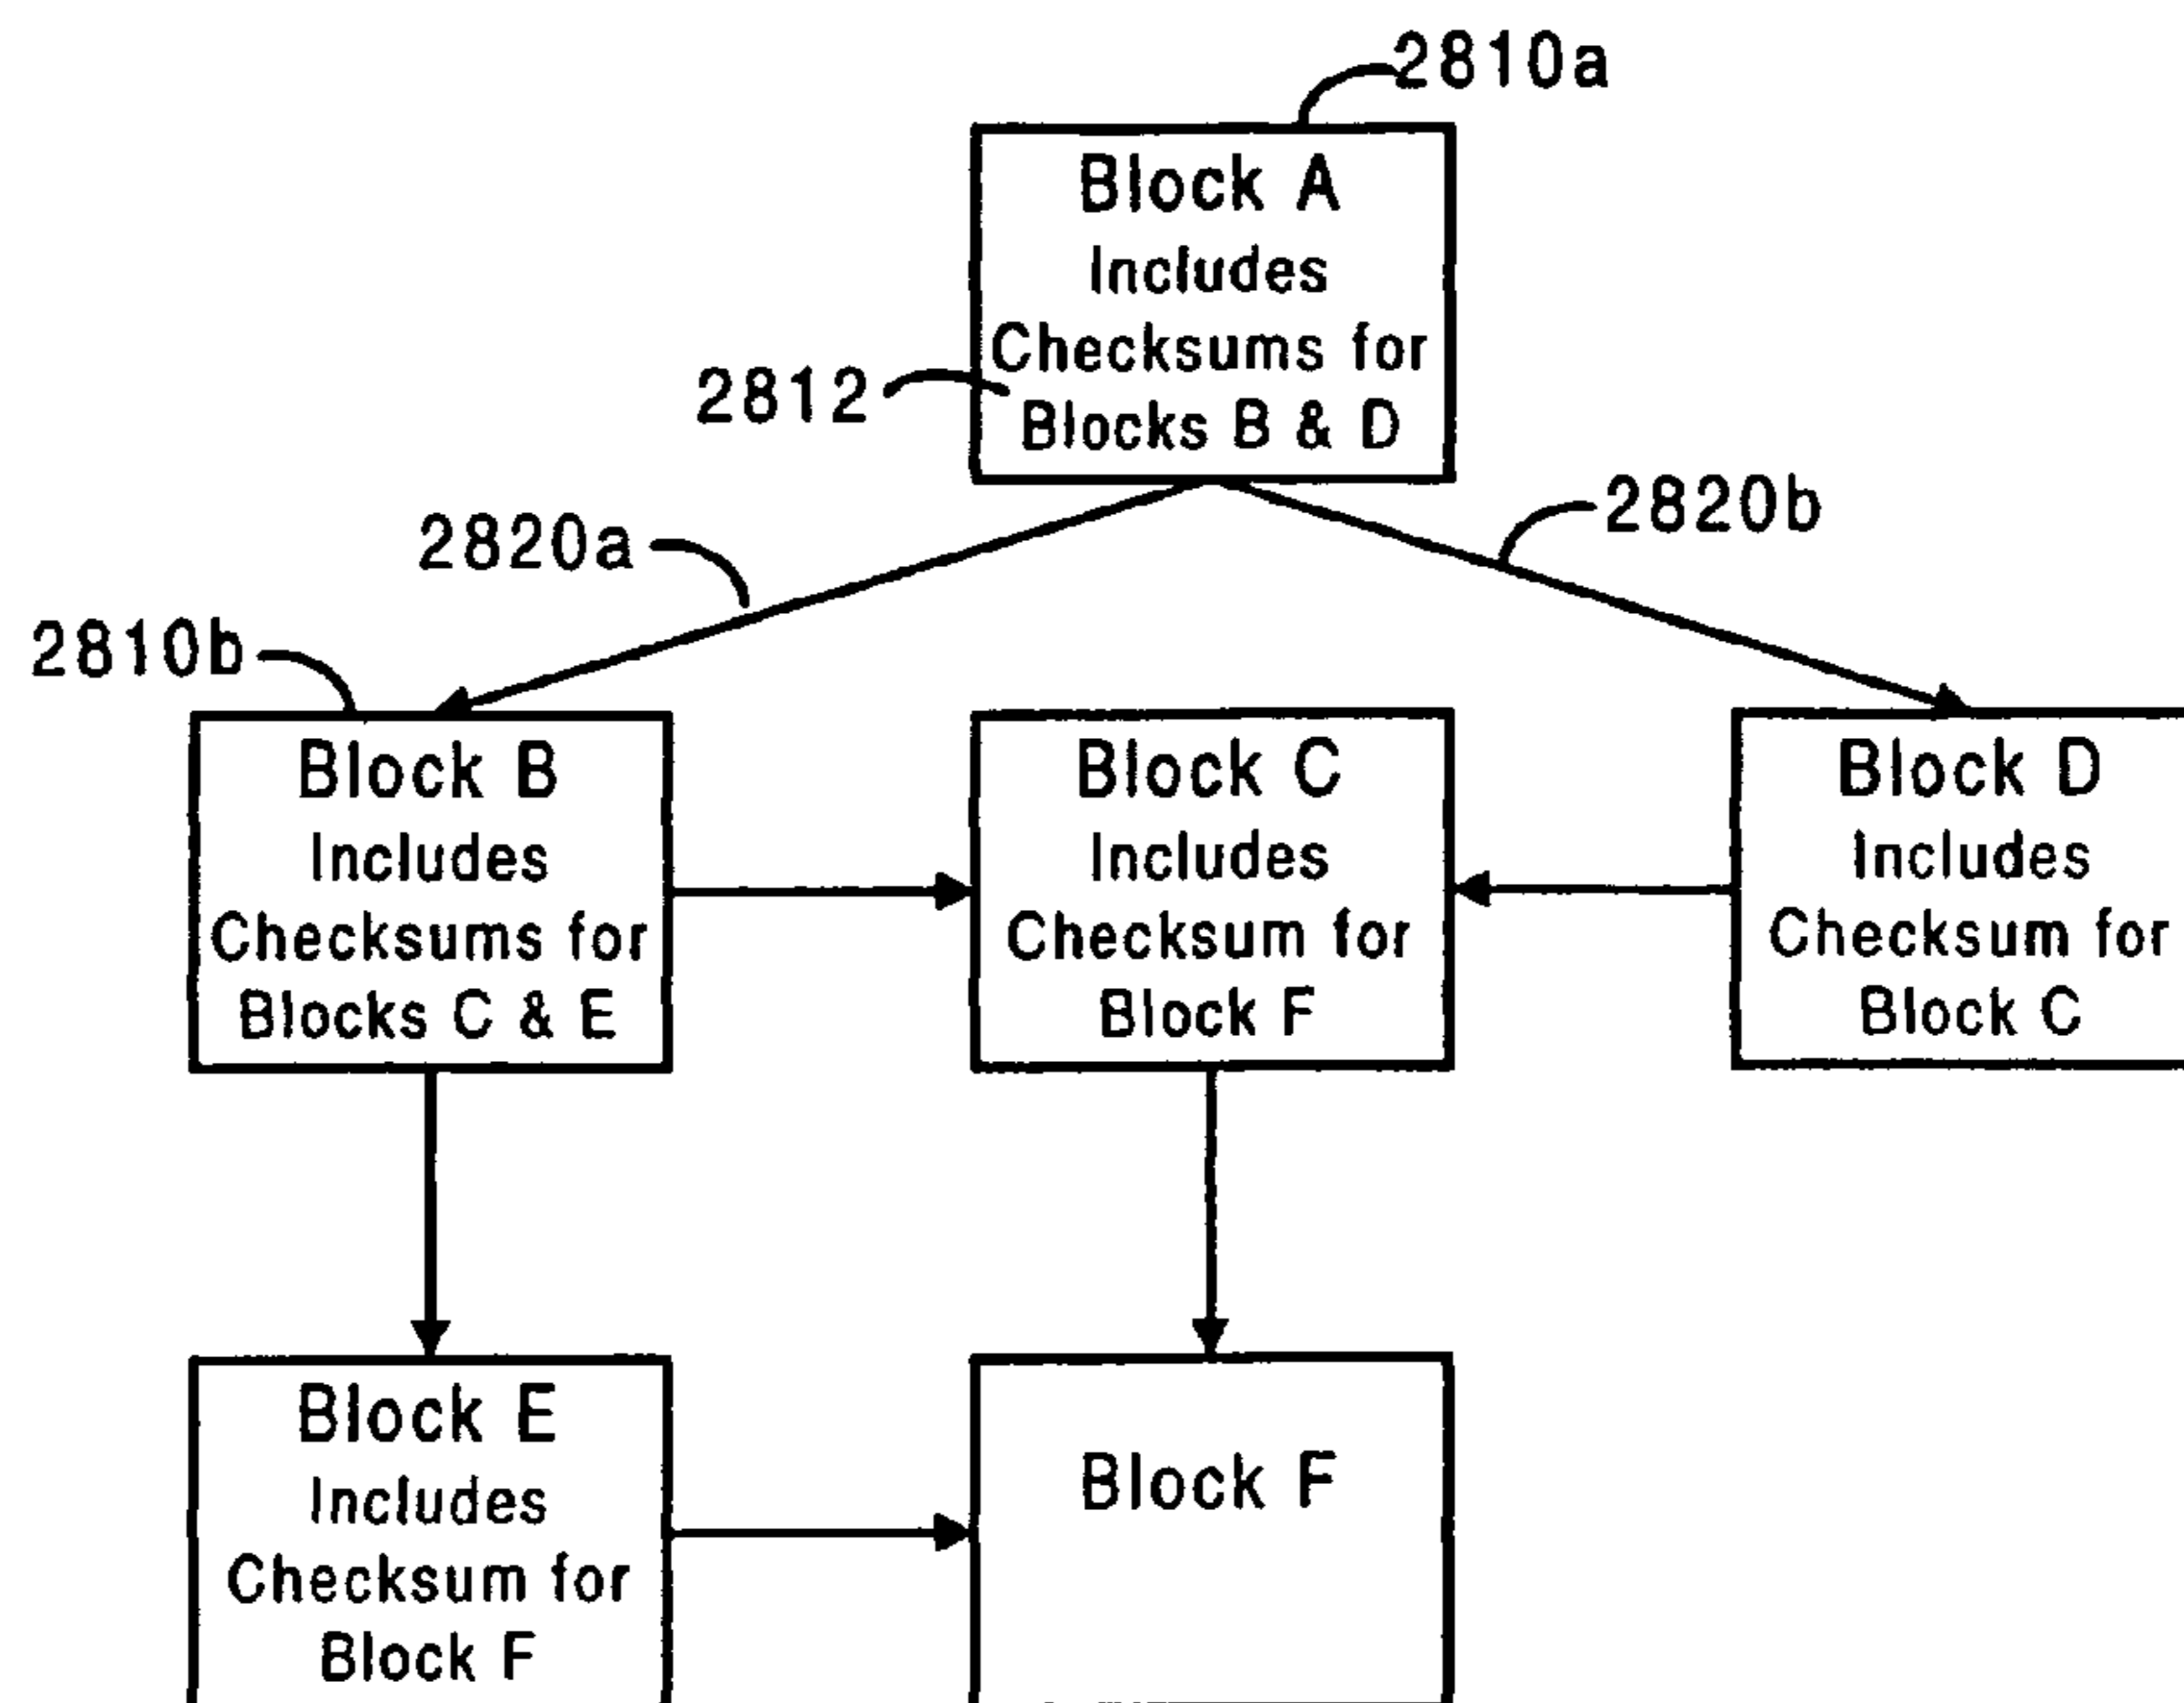 2810a
Block A
Includes
Checksums for
2812
Blocks B & D
2820b
2820a
2810b
Block B
Includes
Checksums for
Blocks C & E
Block C
Includes
Checksum for
Block F
Block D
Includes
Checksum for
Block C
Block E
Includes
Checksum for
Block F
Block F